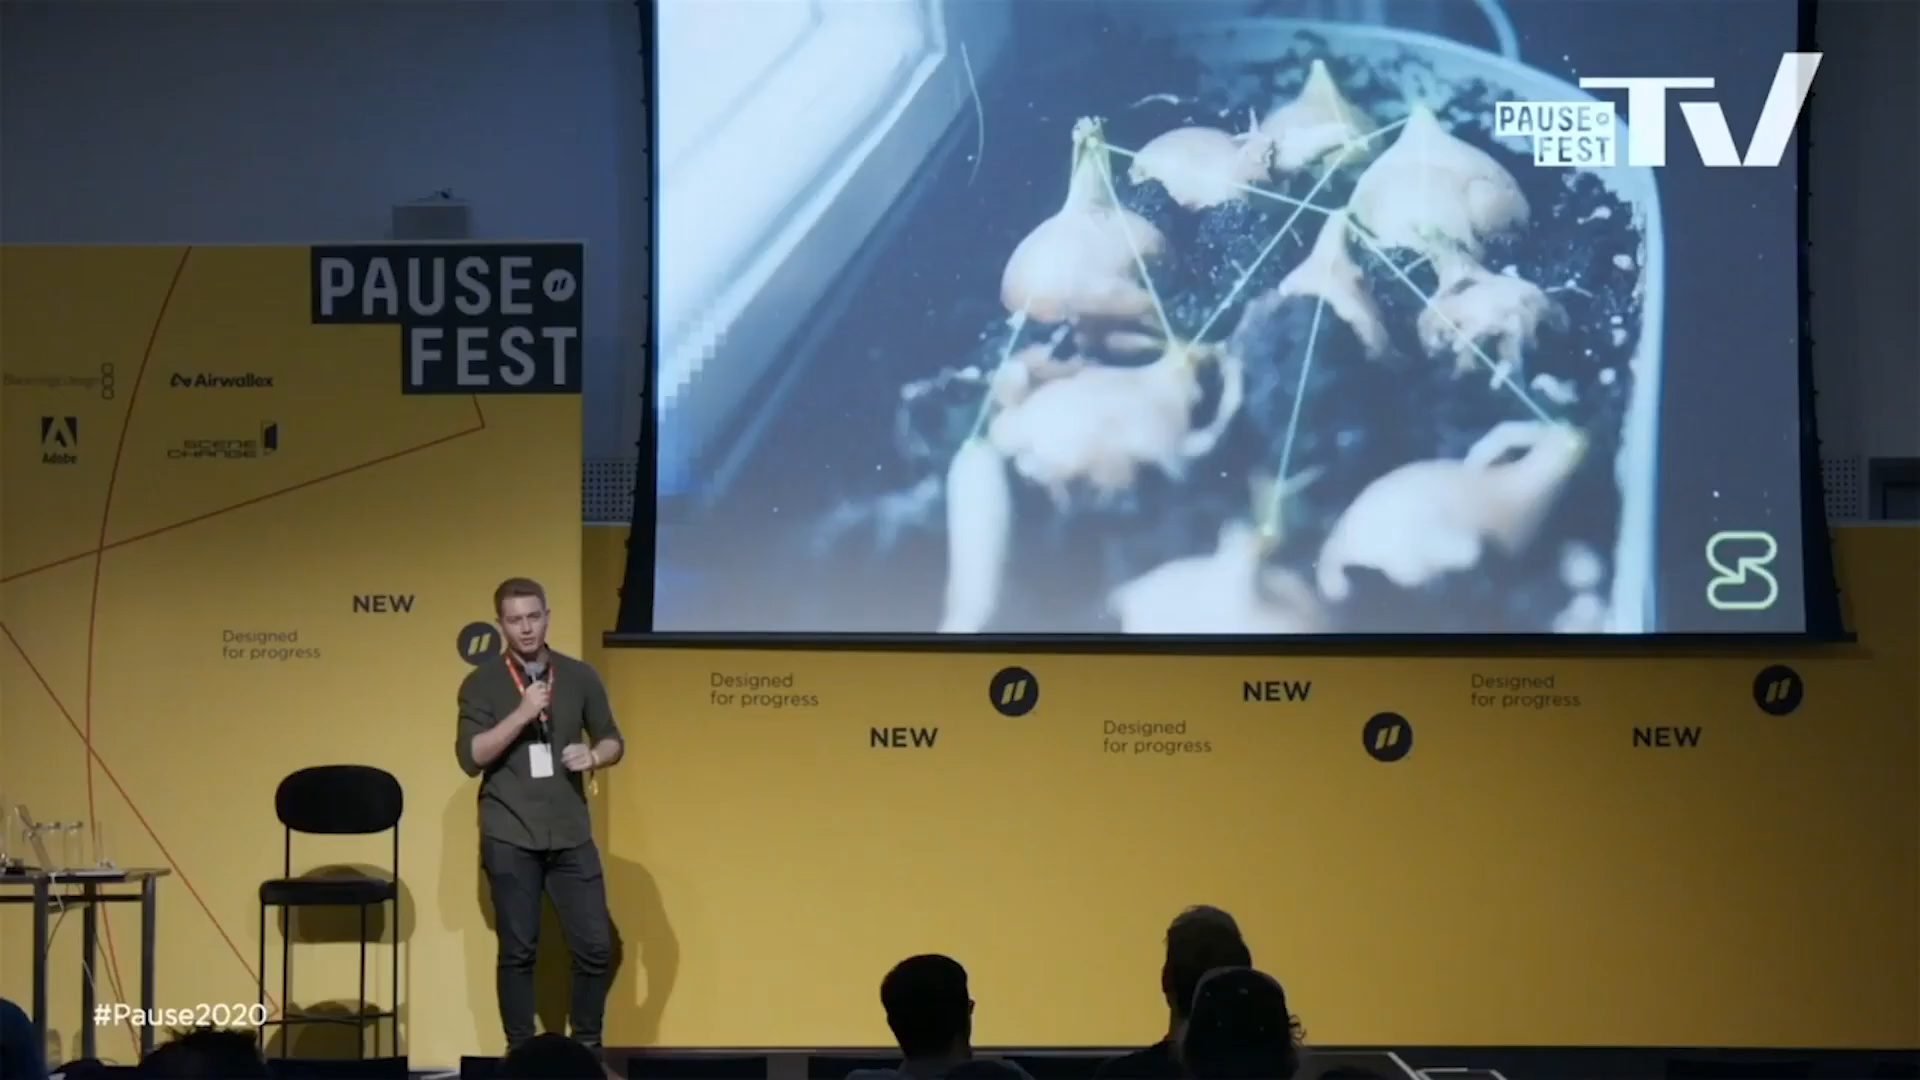 PAUSE
FEST
TV
PAUSE
FEST
Airwallex
Adobe
SCENE
CHANGE
NEW
Designed
for progress
Designed
for progress
NEW
Designed
for progress
NEW
Designed
for progress
NEW
#Pause2020